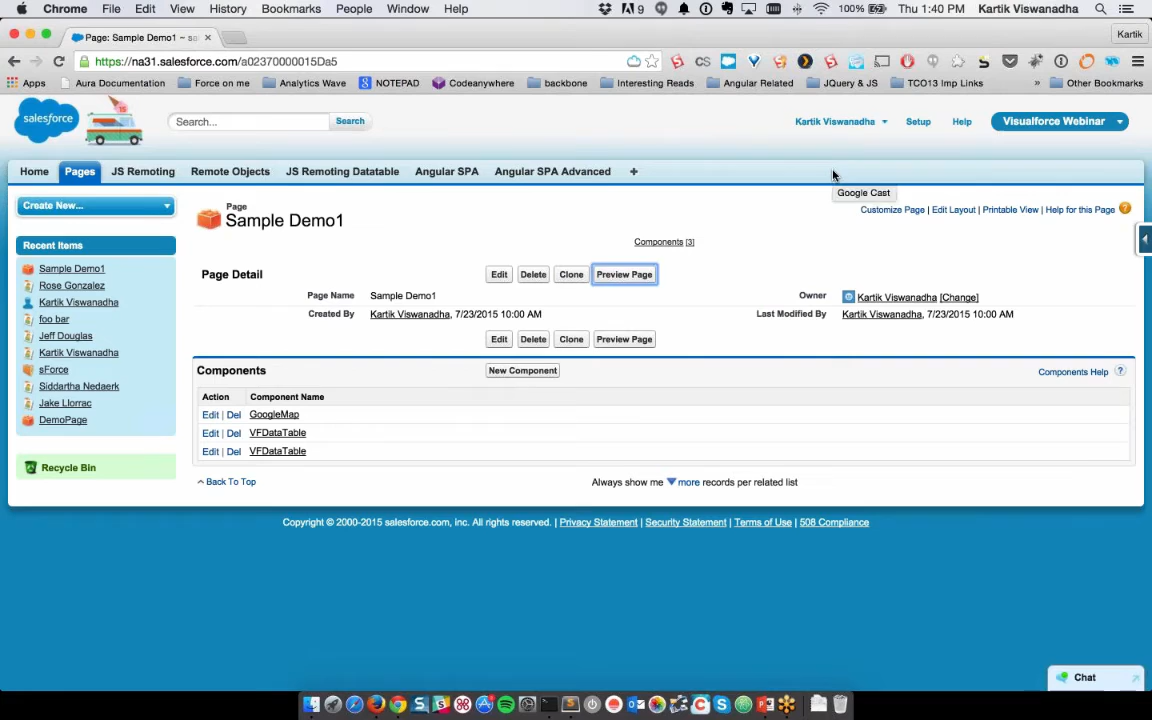 Chrome File Edit View History Bookmarks People Window Help 9 100% Thu 1:40 PM Kartik Viswanadha
Page: Sample Demo1 ~ sa Kartik
https://na31.salesforce.com/a02370000015Da5
Apps Aura Documentation Force on me Analytics Wave NOTEPAD Codeanywhere backbone Interesting Reads Angular Related JQuery & JS TCO13 Imp Links » Other Bookmarks
salesforce 15 Search... Search Kartik Viswanadha Setup Help Visualforce Webinar
Home Pages JS Remoting Remote Objects JS Remoting Datatable Angular SPA Angular SPA Advanced +
Google Cast
Create New...
Customize Page | Edit Layout | Printable View | Help for this Page ?
Page
Sample Demo1
Components [3]
Recent Items
Sample Demo1
Rose Gonzalez
Kartik Viswanadha
foo bar
Jeff Douglas
Kartik Viswanadha
sForce
Siddartha Nedaerk
Jake Llorrac
DemoPage
Recycle Bin
Page Detail Edit Delete Clone Preview Page
Page Name Sample Demo1 Owner Kartik Viswanadha [Change]
Created By Kartik Viswanadha, 7/23/2015 10:00 AM Last Modified By Kartik Viswanadha, 7/23/2015 10:00 AM
Edit Delete Clone Preview Page
Components New Component Components Help ?
Action Component Name
Edit | Del GoogleMap
Edit | Del VFDataTable
Edit | Del VFDataTable
Back To Top Always show me more records per related list
Copyright © 2000-2015 salesforce.com, inc. All rights reserved. | Privacy Statement | Security Statement | Terms of Use | 508 Compliance
Chat